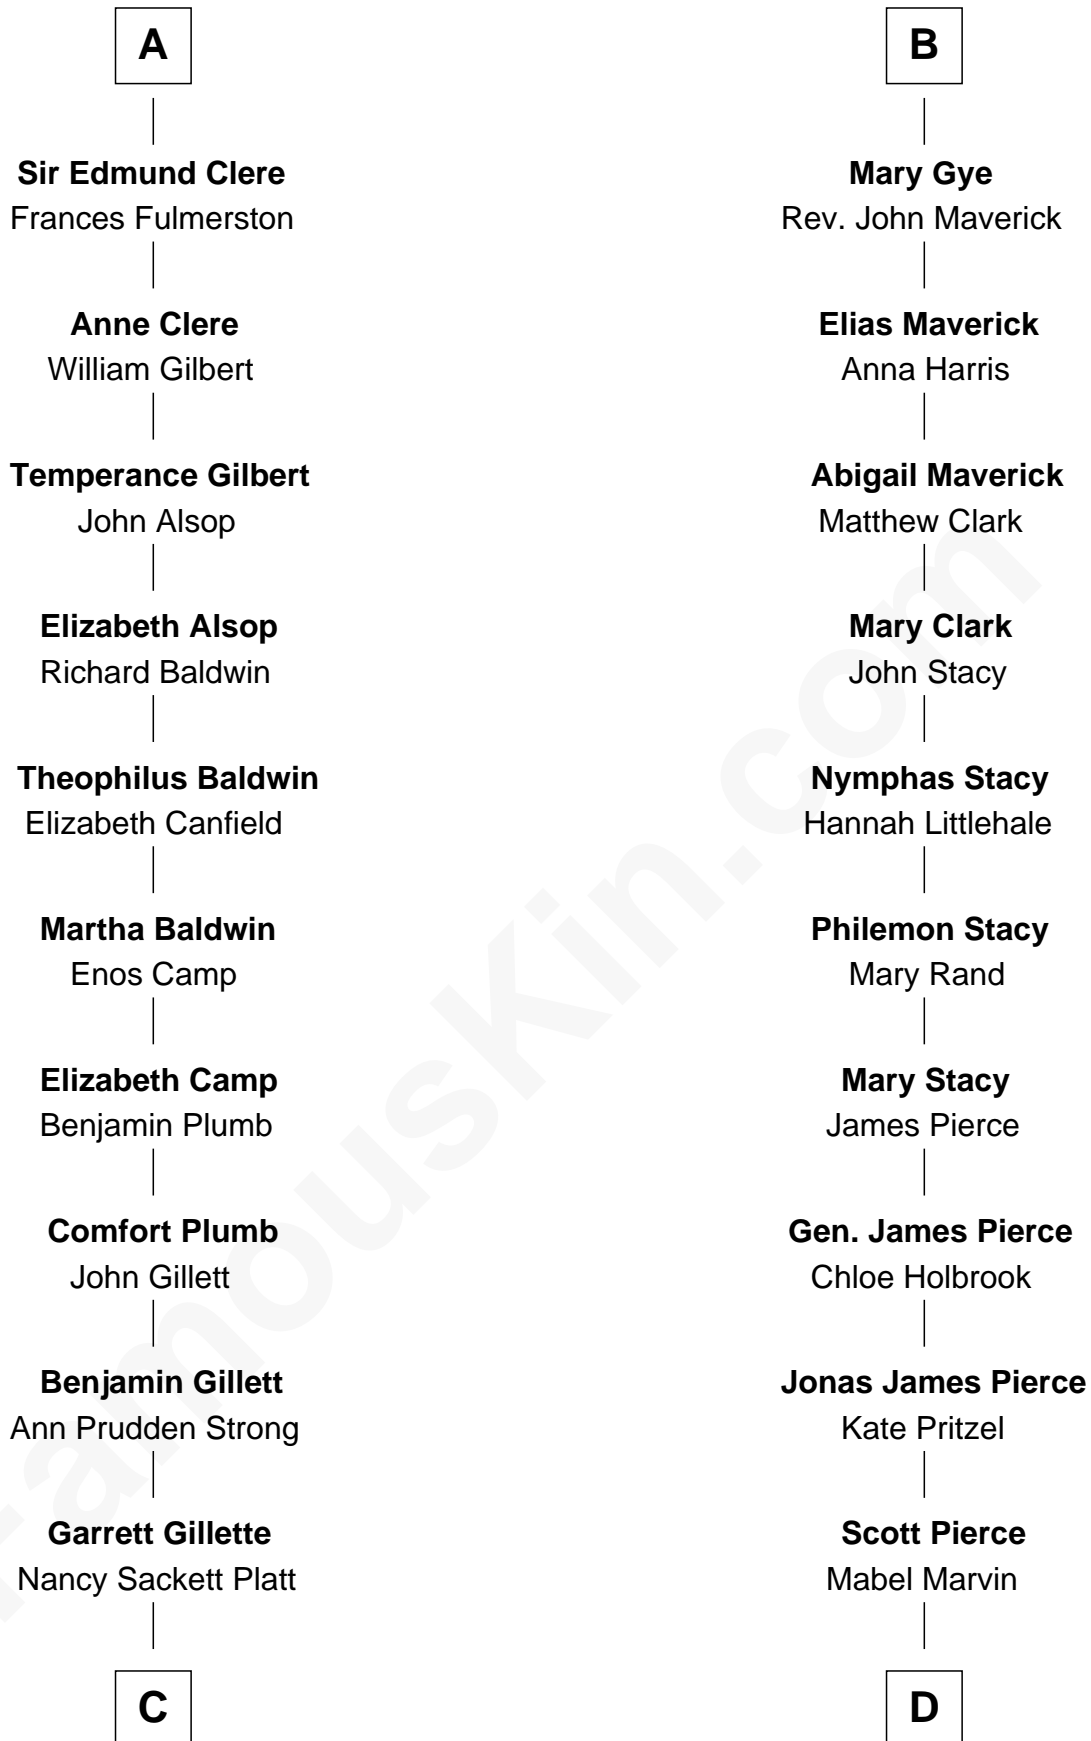 A
Sir Edmund Clere
Frances Fulmerston
Anne Clere
William Gilbert
Temperance Gilbert
John Alsop
Elizabeth Alsop
Richard Baldwin
Theophilus Baldwin
Elizabeth Canfield
Martha Baldwin
Enos Camp
Elizabeth Camp
Benjamin Plumb
Comfort Plumb
John Gillett
Benjamin Gillett
Ann Prudden Strong
Garrett Gillette
Nancy Sackett Platt
C
B
Mary Gye
Rev. John Maverick
Elias Maverick
Anna Harris
Abigail Maverick
Matthew Clark
Mary Clark
John Stacy
Nymphas Stacy
Hannah Littlehale
Philemon Stacy
Mary Rand
Mary Stacy
James Pierce
Gen. James Pierce
Chloe Holbrook
Jonas James Pierce
Kate Pritzel
Scott Pierce
Mabel Marvin
D
FamousKin.com